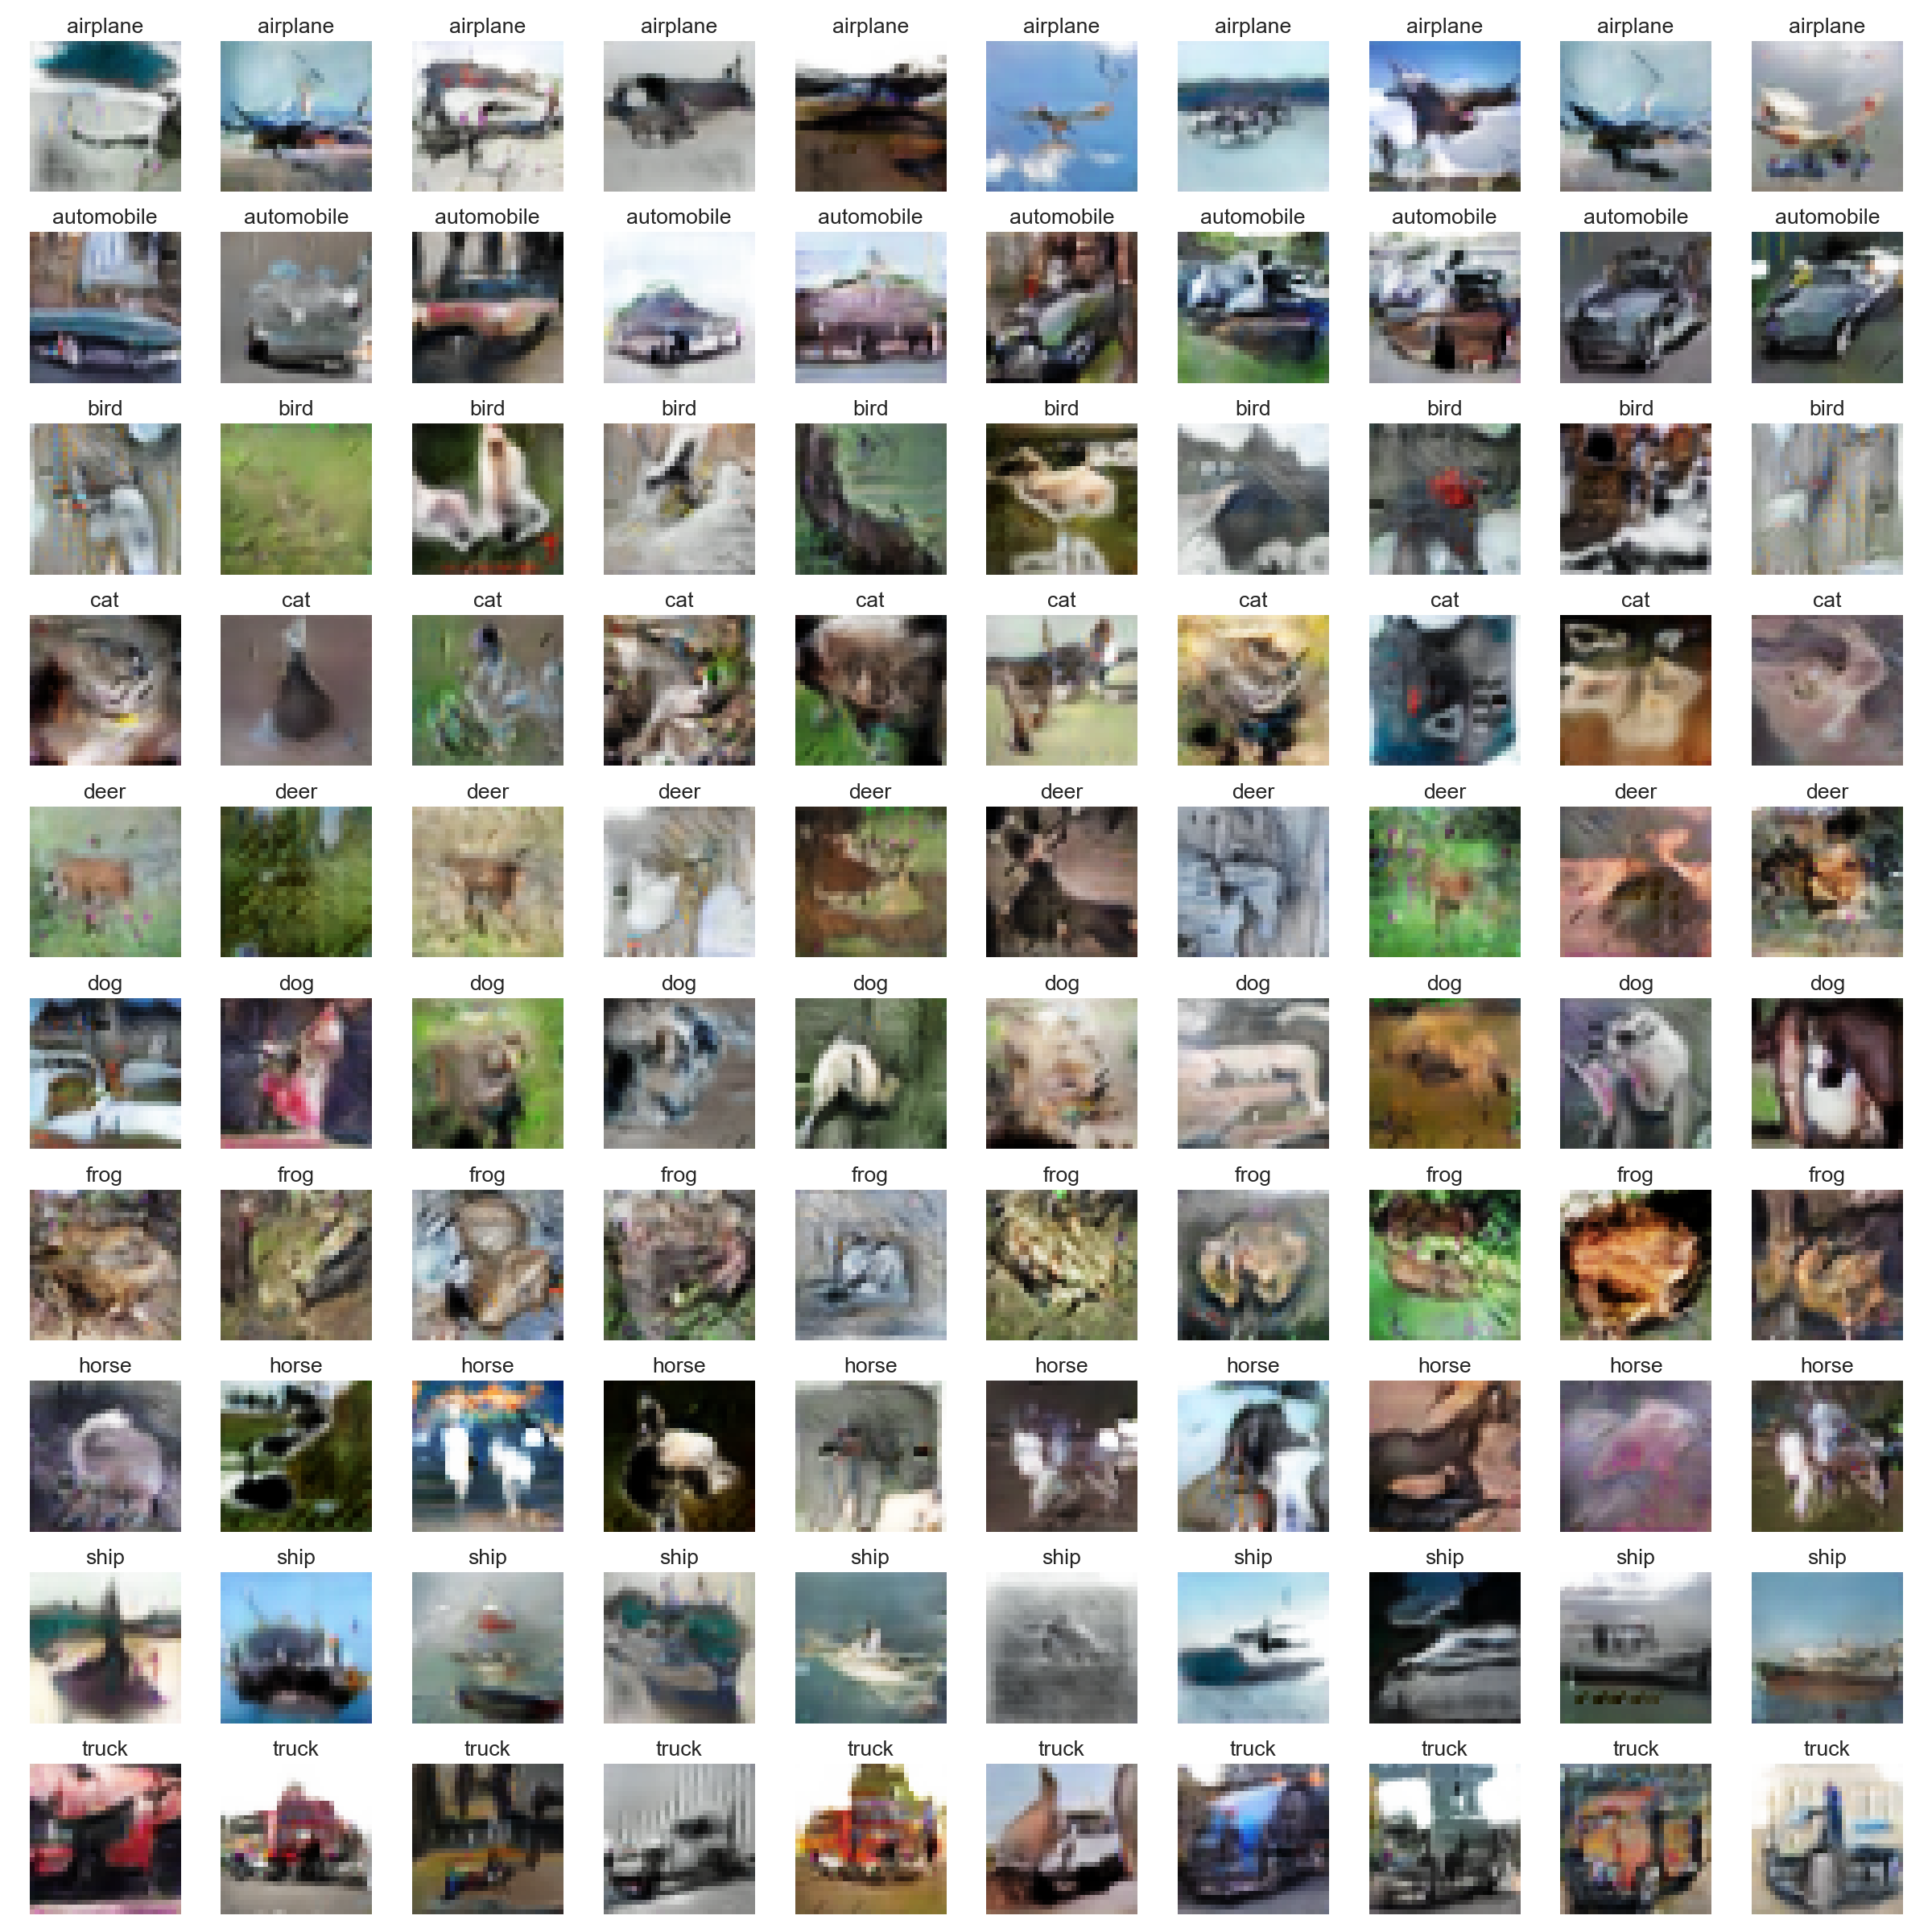 airplane airplane airplane airplane airplane airplane airplane airplane airplane airplane
automobile automobile automobile automobile automobile automobile automobile automobile automobile automobile
bird bird bird bird bird bird bird bird bird bird
cat cat cat cat cat cat cat cat cat cat
deer deer deer deer deer deer deer deer deer deer
dog dog dog dog dog dog dog dog dog dog
frog frog frog frog frog frog frog frog frog frog
horse horse horse horse horse horse horse horse horse horse
ship ship ship ship ship ship ship ship ship ship
truck truck truck truck truck truck truck truck truck truck